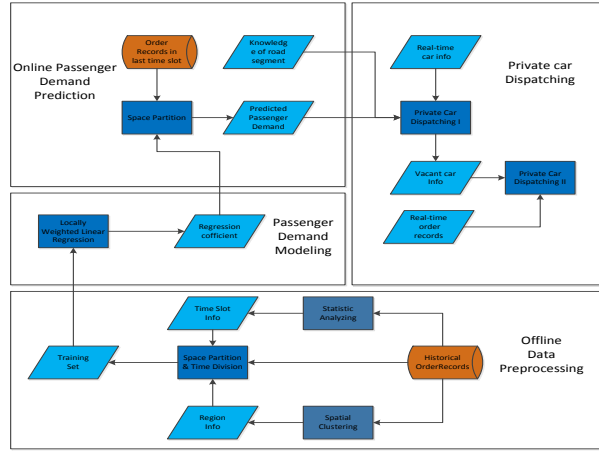 Online Passenger
Demand
Prediction
Order
Records in
last time slot
Knowledg
e of road
segment
Space Partition
Predicted
Passenger
Demand
Private car
Dispatching
Real-time
car info
Private Car
Dispatching I
Vacant car
Info
Private Car
Dispatching II
Real-time
order
records
Locally
Weighted Linear
Regression
Regression
cofficient
Passenger
Demand
Modeling
Time Slot
Info
Statistic
Analyzing
Training
Set
Space Partition
& Time Division
Historical
OrderRecords
Offline
Data
Preprocessing
Region
Info
Spatial
Clustering